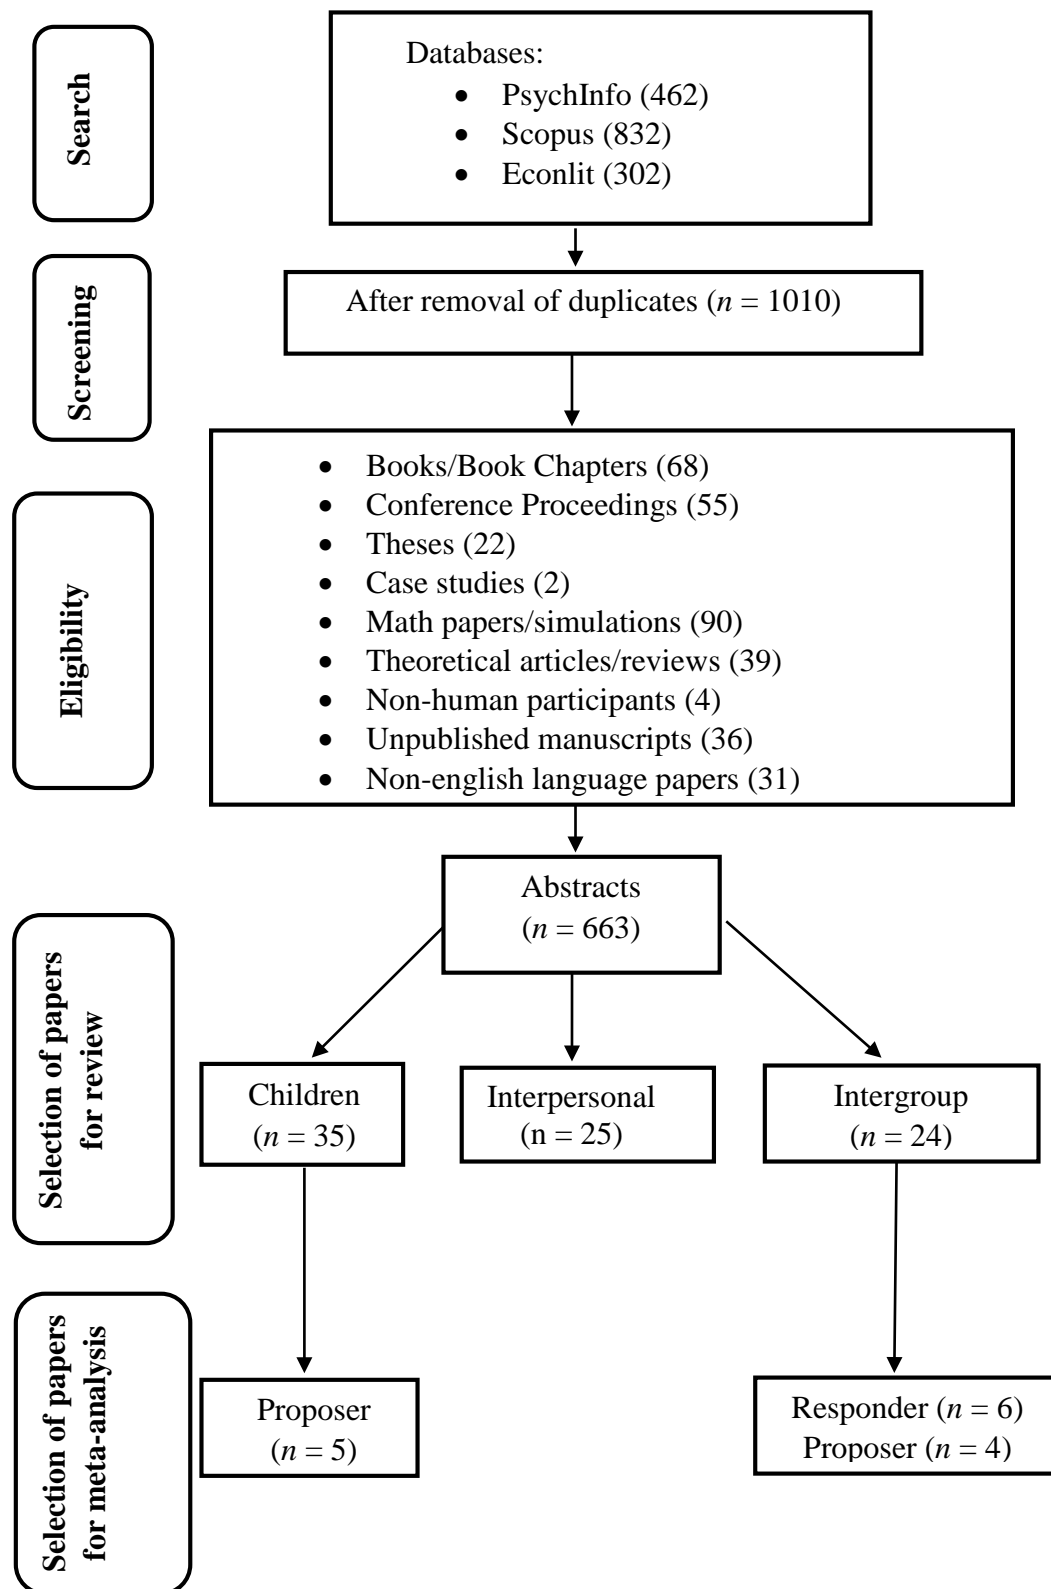 Search
Databases:
• PsychInfo (462)
• Scopus (832)
• Econlit (302)
Screening
After removal of duplicates (n = 1010)
Eligibility
• Books/Book Chapters (68)
• Conference Proceedings (55)
• Theses (22)
• Case studies (2)
• Math papers/simulations (90)
• Theoretical articles/reviews (39)
• Non-human participants (4)
• Unpublished manuscripts (36)
• Non-english language papers (31)
Abstracts
(n = 663)
Selection of papers
for review
Children
(n = 35)
Interpersonal
(n = 25)
Intergroup
(n = 24)
Selection of papers
for meta-analysis
Proposer
(n = 5)
Responder (n = 6)
Proposer (n = 4)